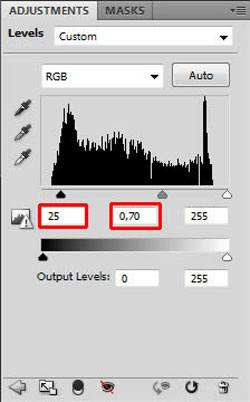 ADJUSTMENTS MASKS
Levels Custom
RGB Auto
25 0,70 255
Output Levels: 0 255